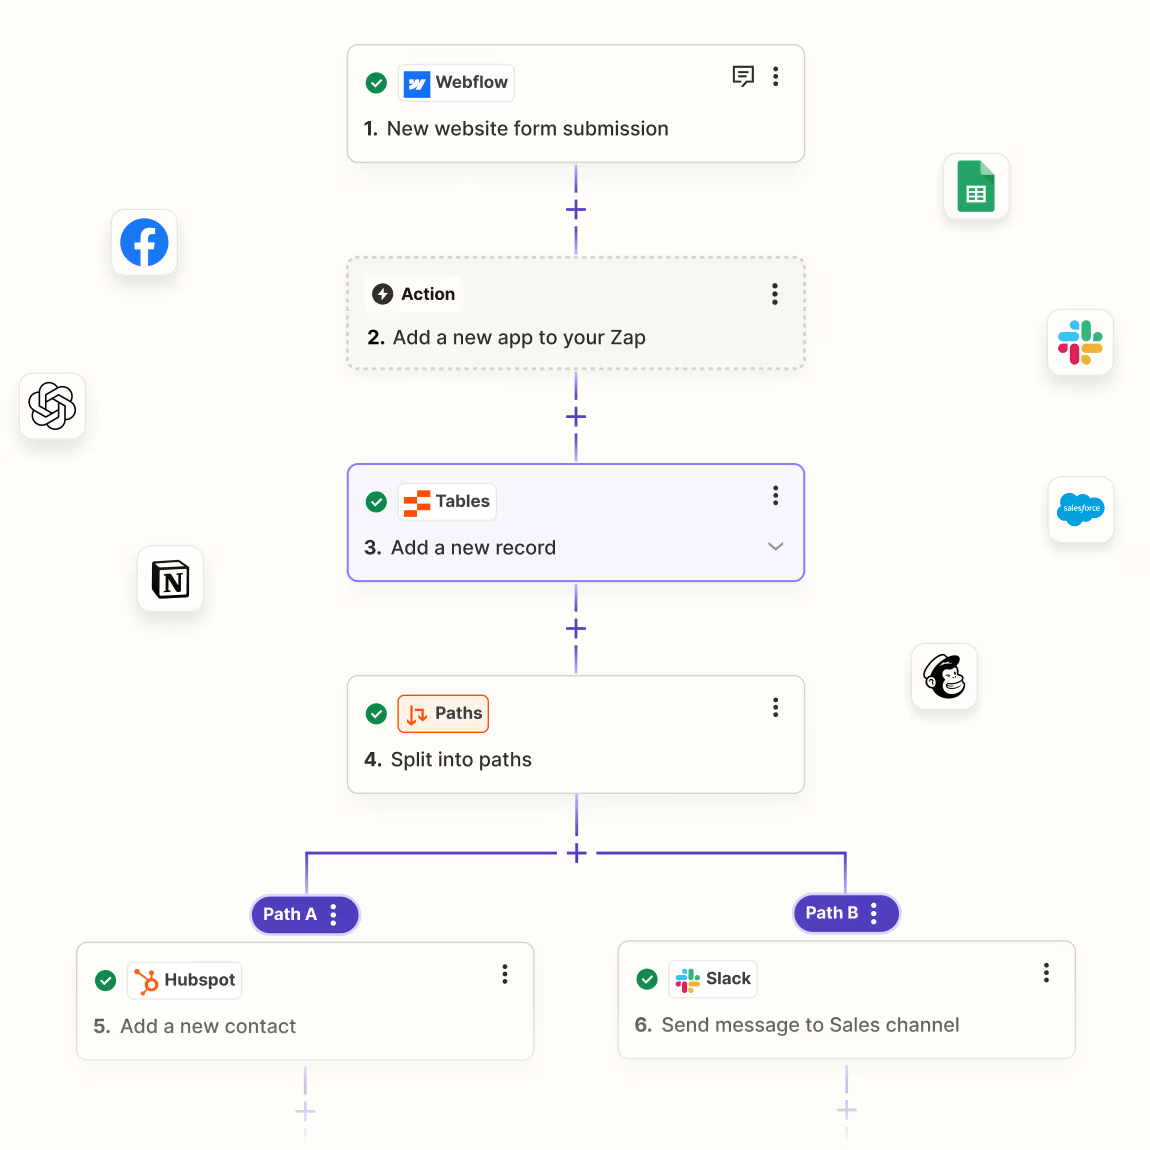 Webflow
1. New website form submission
Action
2. Add a new app to your Zap
Tables
3. Add a new record
salesforce
N
Paths
4. Split into paths
Path A
Path B
Hubspot
5. Add a new contact
Slack
6. Send message to Sales channel